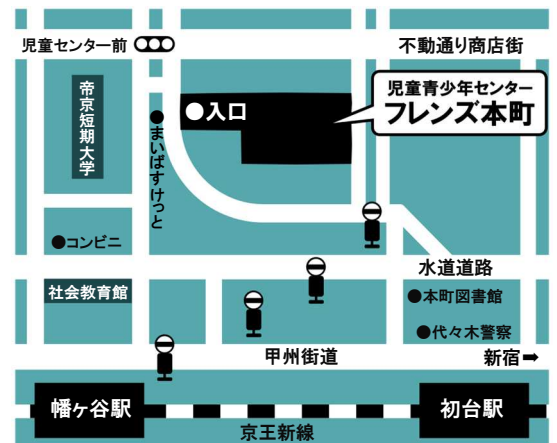 児童センター前
不動通り商店街
児童青少年センター
フレンズ本町
帝京短期大学
●入口
●まいばすけっと
●コンビニ
水道道路
社会教育館
●本町図書館
●代々木警察
甲州街道
新宿➡
幡ヶ谷駅
初台駅
京王新線